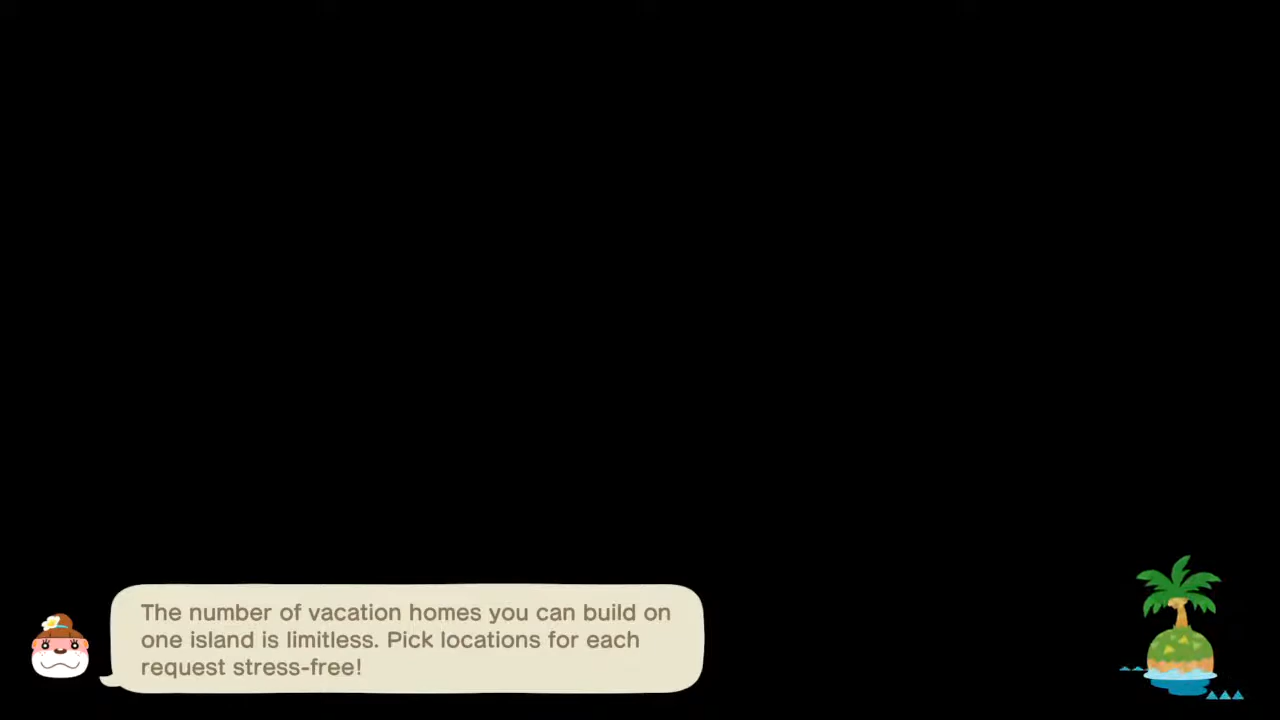 The number of vacation homes you can build on
one island is limitless. Pick locations for each
request stress-free!